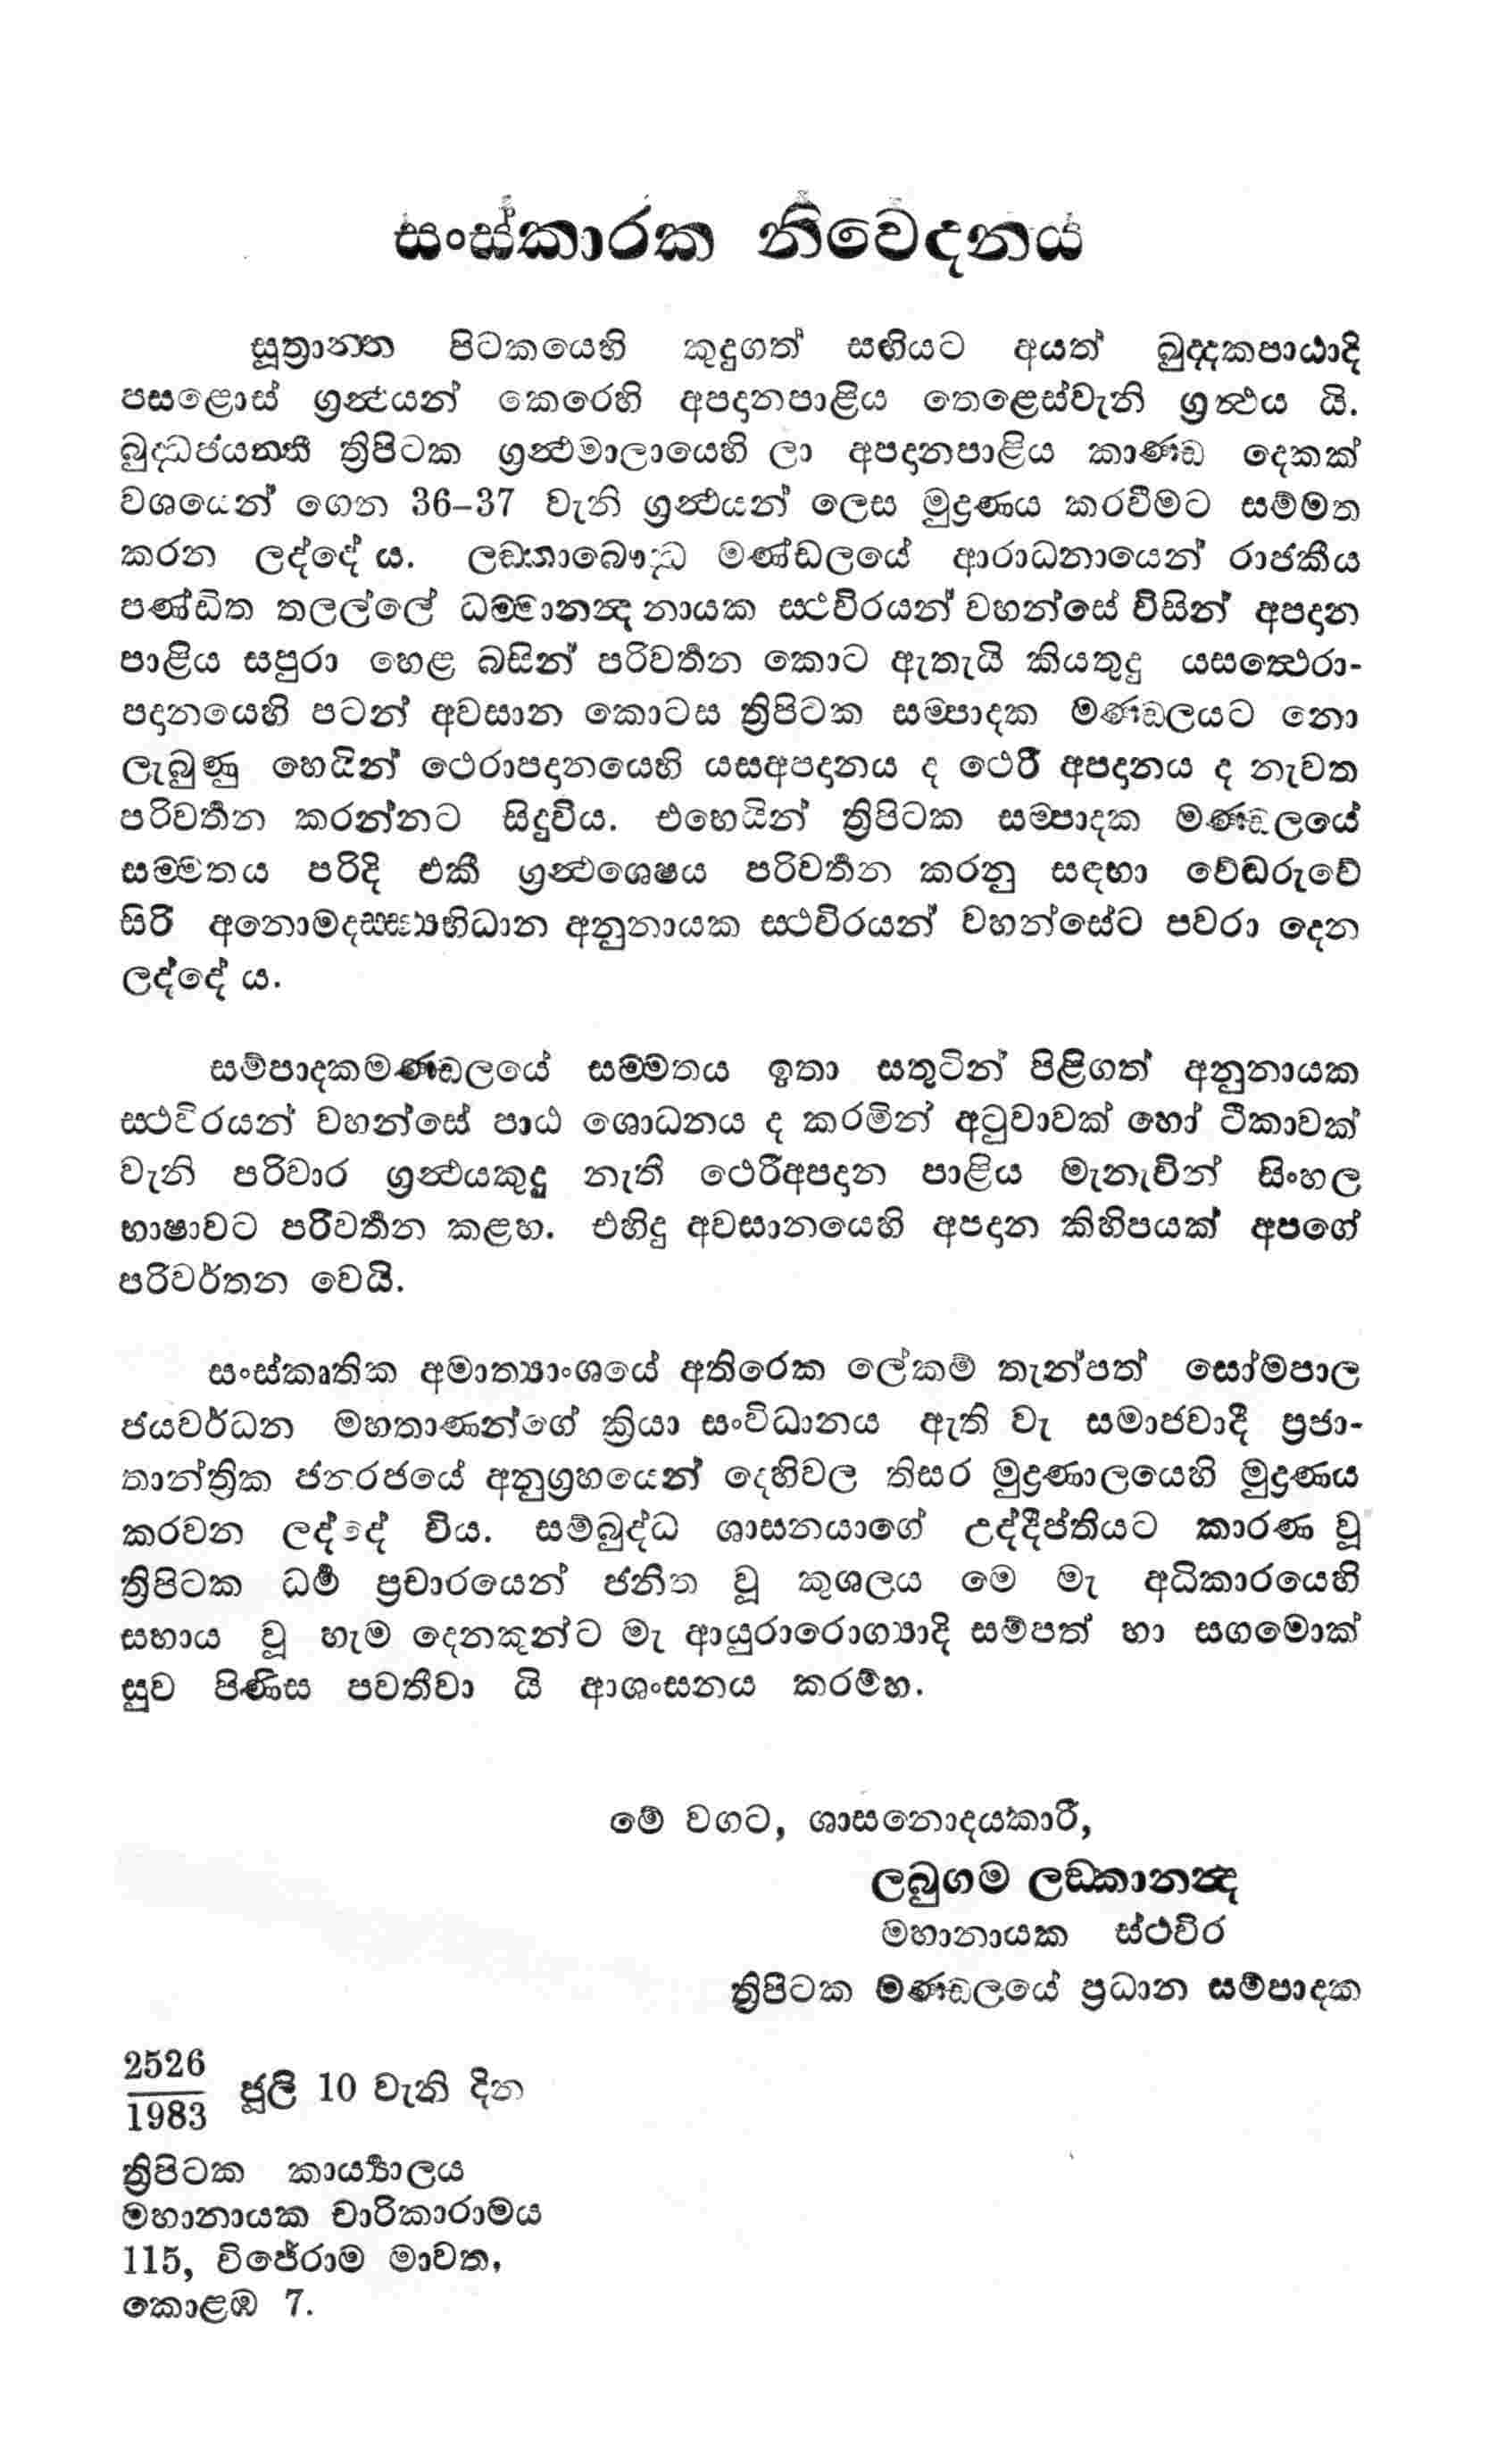 සංස්කාරක නිවෙදනය
සූත්‍රාන්ත පිටකයෙහි කුදුගත් සඟියට අයත් ඛුද්දකපාඨාදි
පසළොස් ග්‍රන්ථයන් කෙරෙහි අපදානපාළිය තෙළෙස්වැනි ග්‍රන්ථය යි.
බුද්ධජයන්ති ත්‍රිපිටක ග්‍රන්ථමාලායෙහි ලා අපදානපාළිය කාණ්ඩ දෙකක්
වශයෙන් ගෙන 36–37 වැනි ග්‍රන්ථයන් ලෙස මුද්‍රණය කරවීමට සම්මත
කරන ලද්දේ ය. ලඞ්කාබෞද්ධ මණ්ඩලයේ ආරාධනායෙන් රාජකීය
පණ්ඩිත තලල්ලේ ධම්මානන්ද නායක ස්ථවිරයන් වහන්සේ විසින් අපදාන
පාළිය සපුරා හෙළ බසින් පරිවර්තන කොට ඇතැයි කියතුදු යසත්ථෙරා-
පදානයෙහි පටන් අවසාන කොටස ත්‍රිපිටක සම්පාදක මණ්ඩලයට නො
ලැබුණු හෙයින් ථෙරාපදානයෙහි යසඅපදානය ද ථෙරී අපදානය ද නැවත
පරිවර්තන කරන්නට සිදුවිය. එහෙයින් ත්‍රිපිටක සම්පාදක මණ්ඩලයේ
සම්මතය පරිදි එකී ග්‍රන්ථශෙෂය පරිවර්තන කරනු සඳහා වේඬරුවේ
සිරි අනොමදස්සාභිධාන අනුනායක ස්ථවිරයන් වහන්සේට පවරා දෙන
ලද්දේ ය.
සම්පාදකමණ්ඩලයේ සම්මතය ඉතා සතුටින් පිළිගත් අනුනායක
ස්ථවිරයන් වහන්සේ පාඨ ශොධනය ද කරමින් අටුවාවක් හෝ ටීකාවක්
වැනි පරිවාර ග්‍රන්ථයකුදු නැති ථෙරීඅපදාන පාළිය මැනැවින් සිංහල
භාෂාවට පරිවර්තන කළහ. එහිදු අවසානයෙහි අපදාන කිහිපයක් අපගේ
පරිවර්තන වෙයි.
සංස්කෘතික අමාත්‍යාංශයේ අතිරෙක ලේකම් තැන්පත් සෝමපාල
ජයවර්ධන මහතාණන්ගේ ක්‍රියා සංවිධානය ඇති වැ සමාජවාදී ප්‍රජා-
තාන්ත්‍රික ජනරජයේ අනුග්‍රහයෙන් දෙහිවල තිසර මුද්‍රණාලයෙහි මුද්‍රණය
කරවන ලද්දේ විය. සම්බුද්ධ ශාසනයාගේ උද්දීප්තියට කාරණ වූ
ත්‍රිපිටක ධර්ම ප්‍රචාරයෙන් ජනිත වූ කුශලය මෙ මැ අධිකාරයෙහි
සහාය වූ හැම දෙනකුන්ට මැ ආයුරාරොග්‍යාදි සම්පත් හා සගමොක්
සුව පිණිස පවතීවා යි ආශංසනය කරම්හ.
මේ වගට, ශාසනොදයකාරී,
ලබුගම ලඞ්කානන්ද
මහානායක ස්ථවිර
ත්‍රිපිටක මණ්ඩලයේ ප්‍රධාන සම්පාදක
2526
1983 ජූලි 10 වැනි දින
ත්‍රිපිටක කාර්‍ය්‍යාලය
මහානායක චාරිකාරාමය
115, විජේරාම මාවත,
කොළඹ 7.